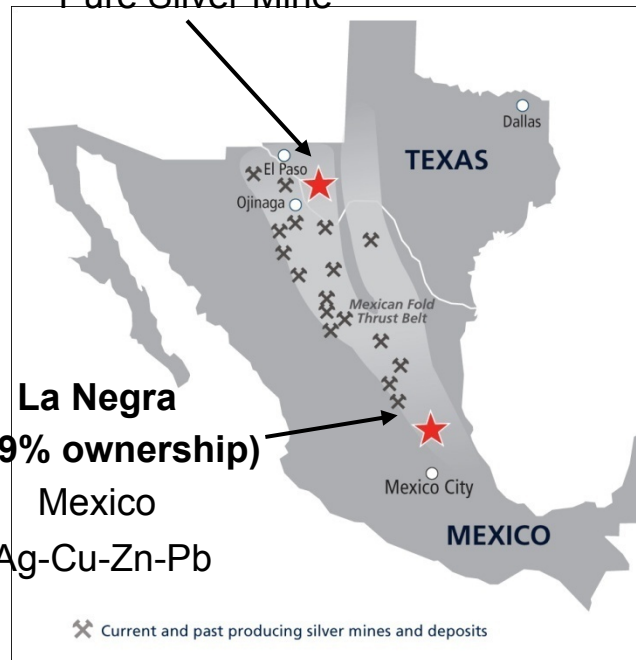 Pure Silver Mine
Dallas
TEXAS
El Paso
Ojinaga
Mexican Fold
Thrust Belt
La Negra
9% ownership)
Mexico
Ag-Cu-Zn-Pb
Mexico City
MEXICO
Current and past producing silver mines and deposits